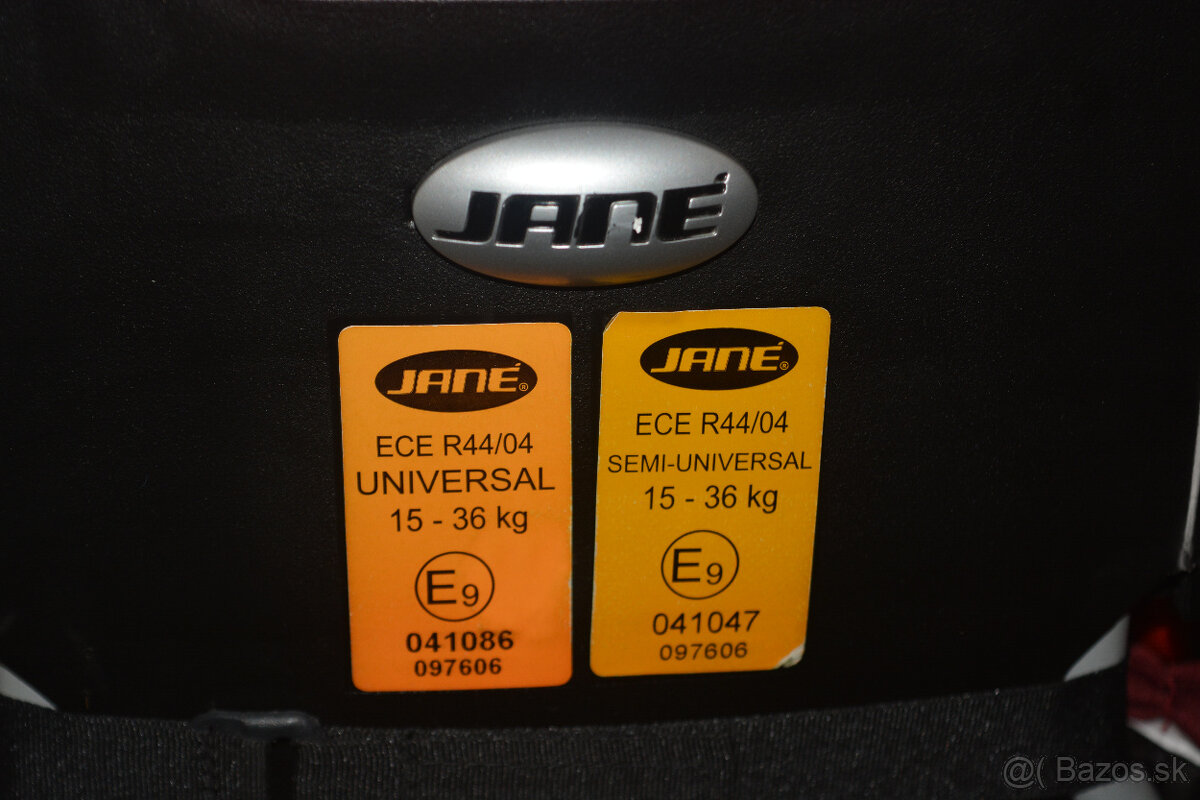 JANÉ
JANÉ®
ECE R44/04
UNIVERSAL
15 - 36 kg
E9
041086
097606
JANÉ®
ECE R44/04
SEMI-UNIVERSAL
15 - 36 kg
E9
041047
097606
@( Bazos.sk